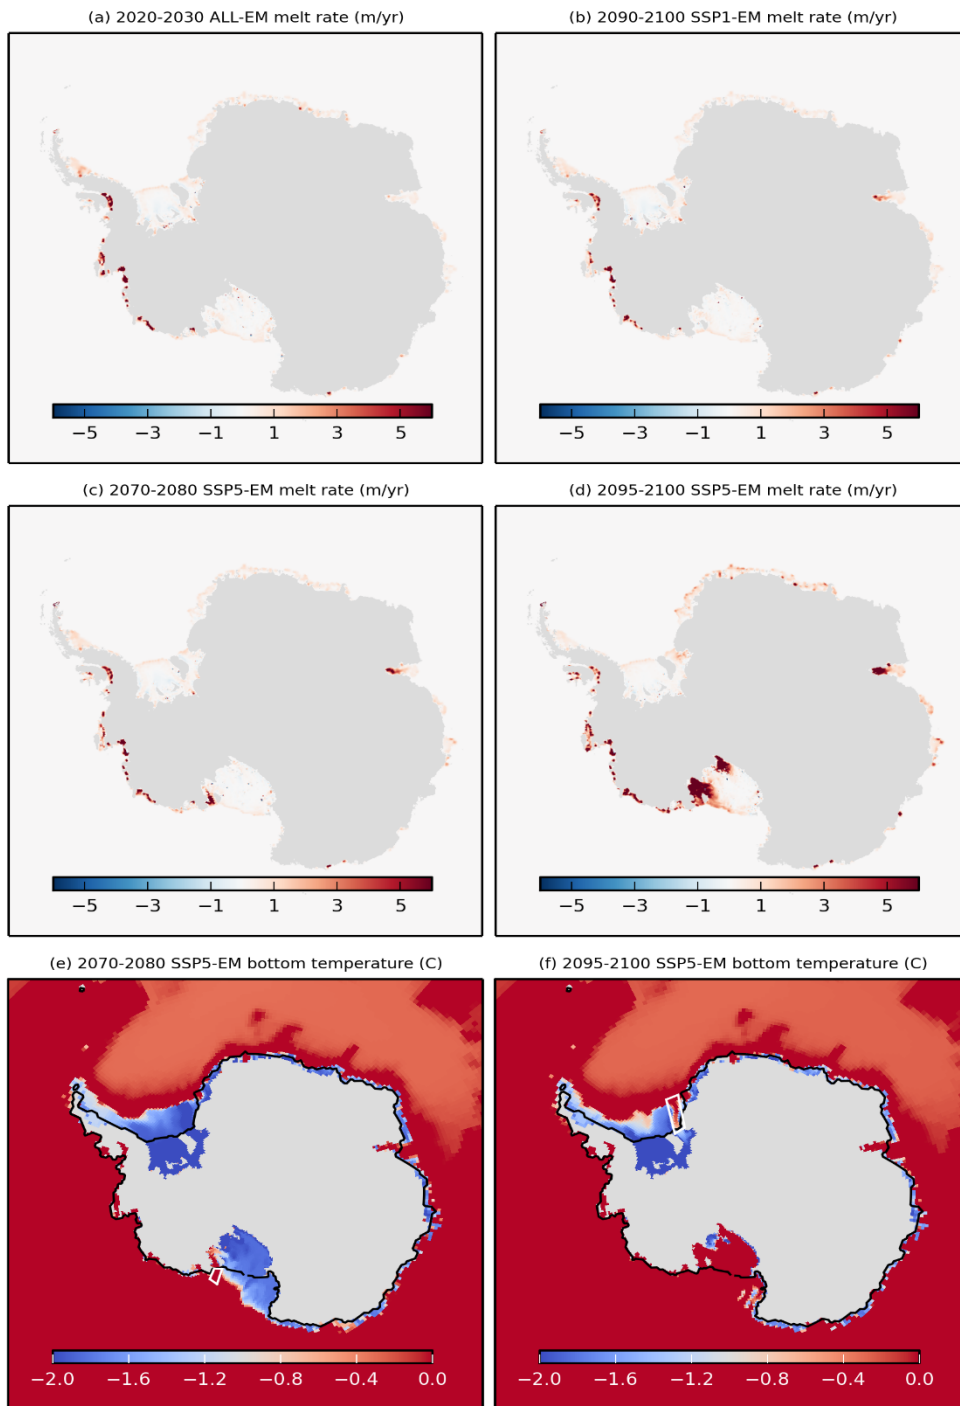 (a) 2020-2030 ALL-EM melt rate (m/yr)
(b) 2090-2100 SSP1-EM melt rate (m/yr)
−5 −3 −1 1 3 5
−5 −3 −1 1 3 5
(c) 2070-2080 SSP5-EM melt rate (m/yr)
(d) 2095-2100 SSP5-EM melt rate (m/yr)
−5 −3 −1 1 3 5
−5 −3 −1 1 3 5
(e) 2070-2080 SSP5-EM bottom temperature (C)
(f) 2095-2100 SSP5-EM bottom temperature (C)
−2.0 −1.6 −1.2 −0.8 −0.4 0.0
−2.0 −1.6 −1.2 −0.8 −0.4 0.0